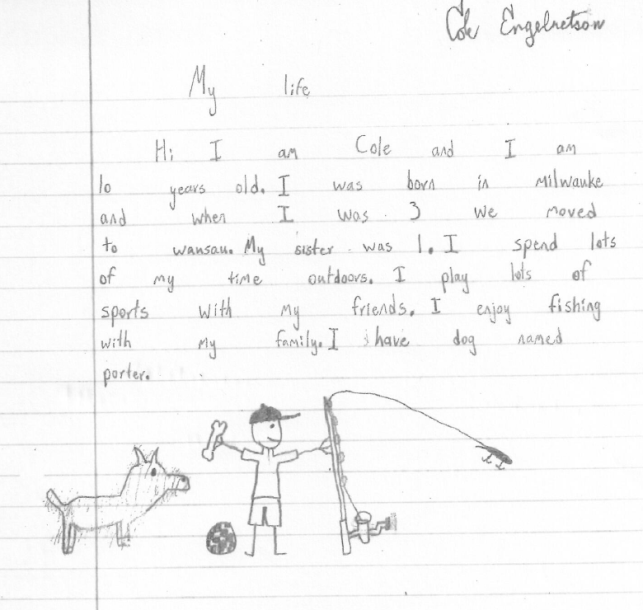 Cole Engebretson
My life
Hi I am Cole and I am
10 years old. I was born in Milwauke
and when I was 3 we moved
to wausau. My sister was 1. I spend lots
of my time outdoors. I play lots of
sports with my friends. I enjoy fishing
with my family. I have dog named
porter.